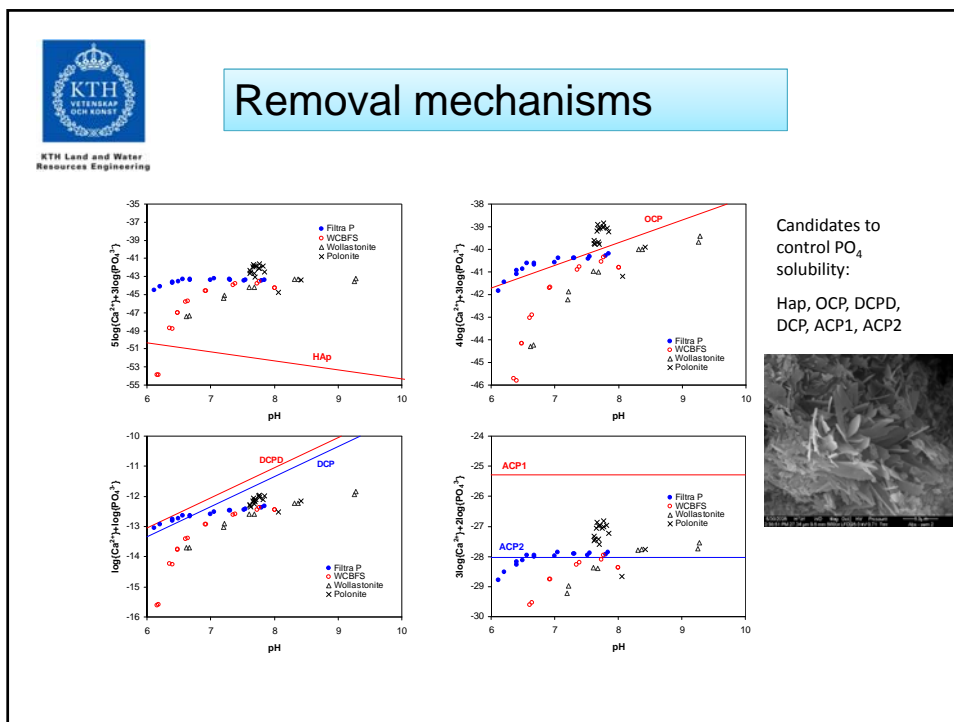 KTH
VETENSKAP
OCH KONST
KTH Land and Water
Resources Engineering
Removal mechanisms
5log{Ca2+}+3log{PO43-}
-35
-37
-39
-41
-43
-45
-47
-49
-51
-53
-55
Filtra P
WCBFS
Wollastonite
Polonite
HAp
6 7 8 9 10
pH
4log{Ca2+}+3log{PO43-}
-38
-39
-40
-41
-42
-43
-44
-45
-46
OCP
Filtra P
WCBFS
Wollastonite
Polonite
6 7 8 9 10
pH
log{Ca2+}+log{PO43-}
-10
-11
-12
-13
-14
-15
-16
DCPD
DCP
Filtra P
WCBFS
Wollastonite
Polonite
6 7 8 9 10
pH
3log{Ca2+}+2log{PO43-}
-24
-25
-26
-27
-28
-29
-30
ACP1
ACP2
Filtra P
WCBFS
Wollastonite
Polonite
6 7 8 9 10
pH
Candidates to
control PO4
solubility:
Hap, OCP, DCPD,
DCP, ACP1, ACP2